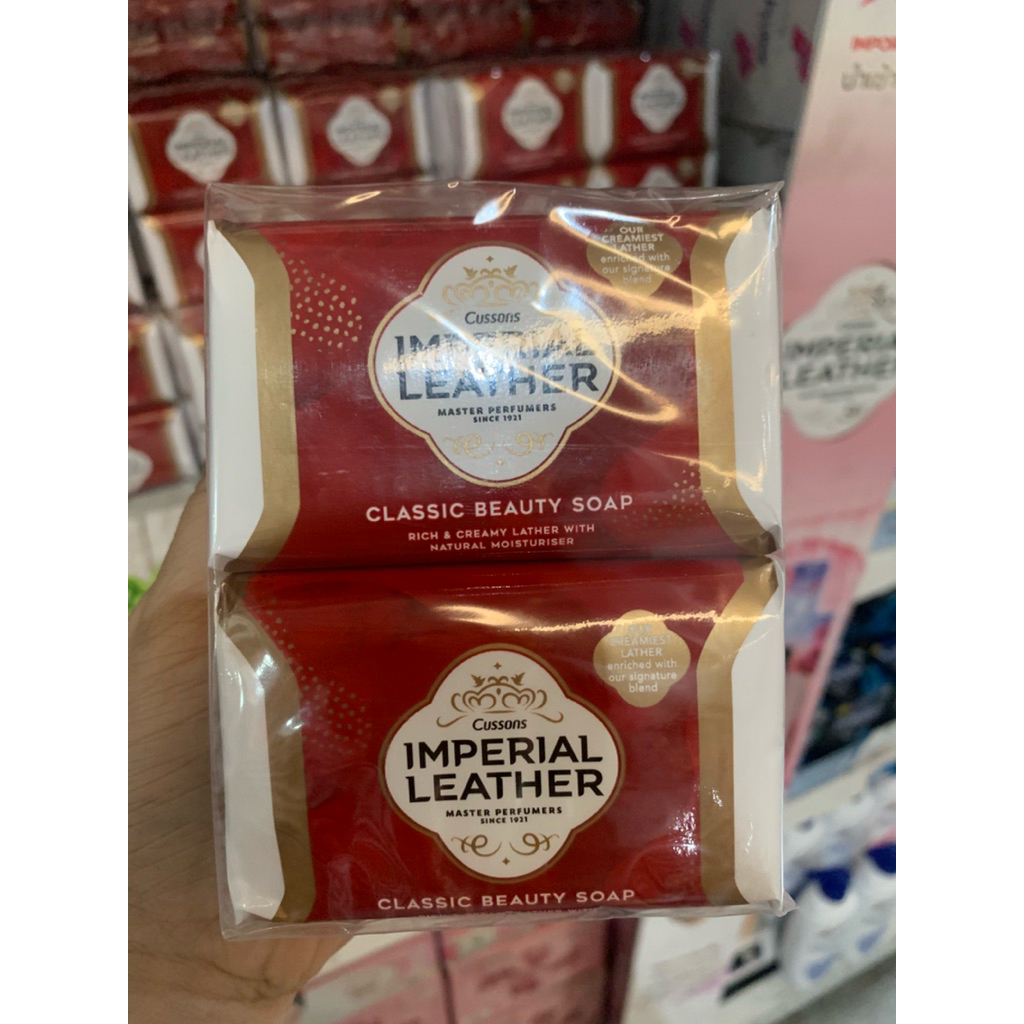 OUR
CREAMIEST
LATHER
enriched with
our signature
blend
Cussons
IMPERIAL
LEATHER
MASTER PERFUMERS
SINCE 1921
CLASSIC BEAUTY SOAP
RICH & CREAMY LATHER WITH
NATURAL MOISTURISER
CREAMIEST
LATHER
enriched with
our signature
blend
Cussons
IMPERIAL
LEATHER
MASTER PERFUMERS
SINCE 1921
CLASSIC BEAUTY SOAP
IMPERIA
LEATHER